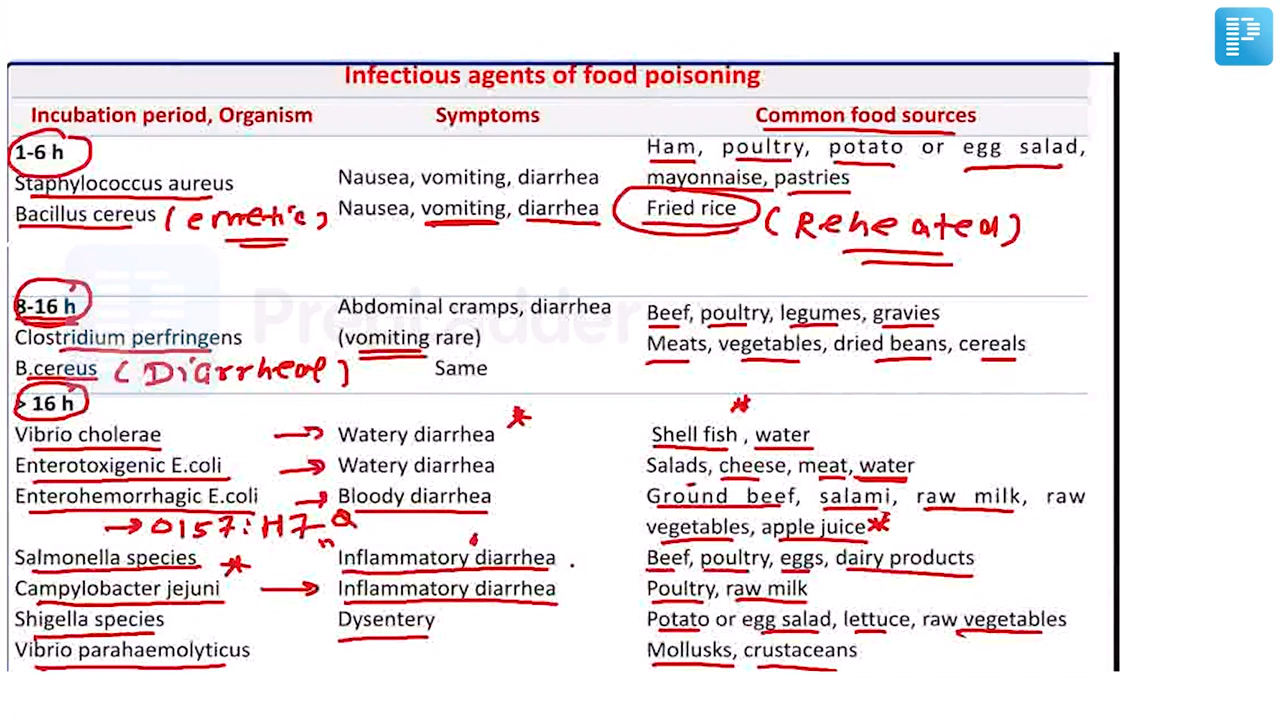 Infectious agents of food poisoning
Incubation period, Organism Symptoms Common food sources
1-6 h
Ham, poultry, potato or egg salad,
Staphylococcus aureus Nausea, vomiting, diarrhea mayonnaise, pastries
Bacillus cereus (emetic) Nausea, vomiting, diarrhea Fried rice (Reheated)
8-16 h Abdominal cramps, diarrhea Beef, poultry, legumes, gravies
Clostridium perfringens (vomiting rare) Meats, vegetables, dried beans, cereals
B.cereus (Diarrheal) Same
> 16 h
Vibrio cholerae Watery diarrhea Shell fish , water
Enterotoxigenic E.coli Watery diarrhea Salads, cheese, meat, water
Enterohemorrhagic E.coli Bloody diarrhea Ground beef, salami, raw milk, raw
→ O157:H7 vegetables, apple juice
Salmonella species Inflammatory diarrhea Beef, poultry, eggs, dairy products
Campylobacter jejuni Inflammatory diarrhea Poultry, raw milk
Shigella species Dysentery Potato or egg salad, lettuce, raw vegetables
Vibrio parahaemolyticus Mollusks, crustaceans